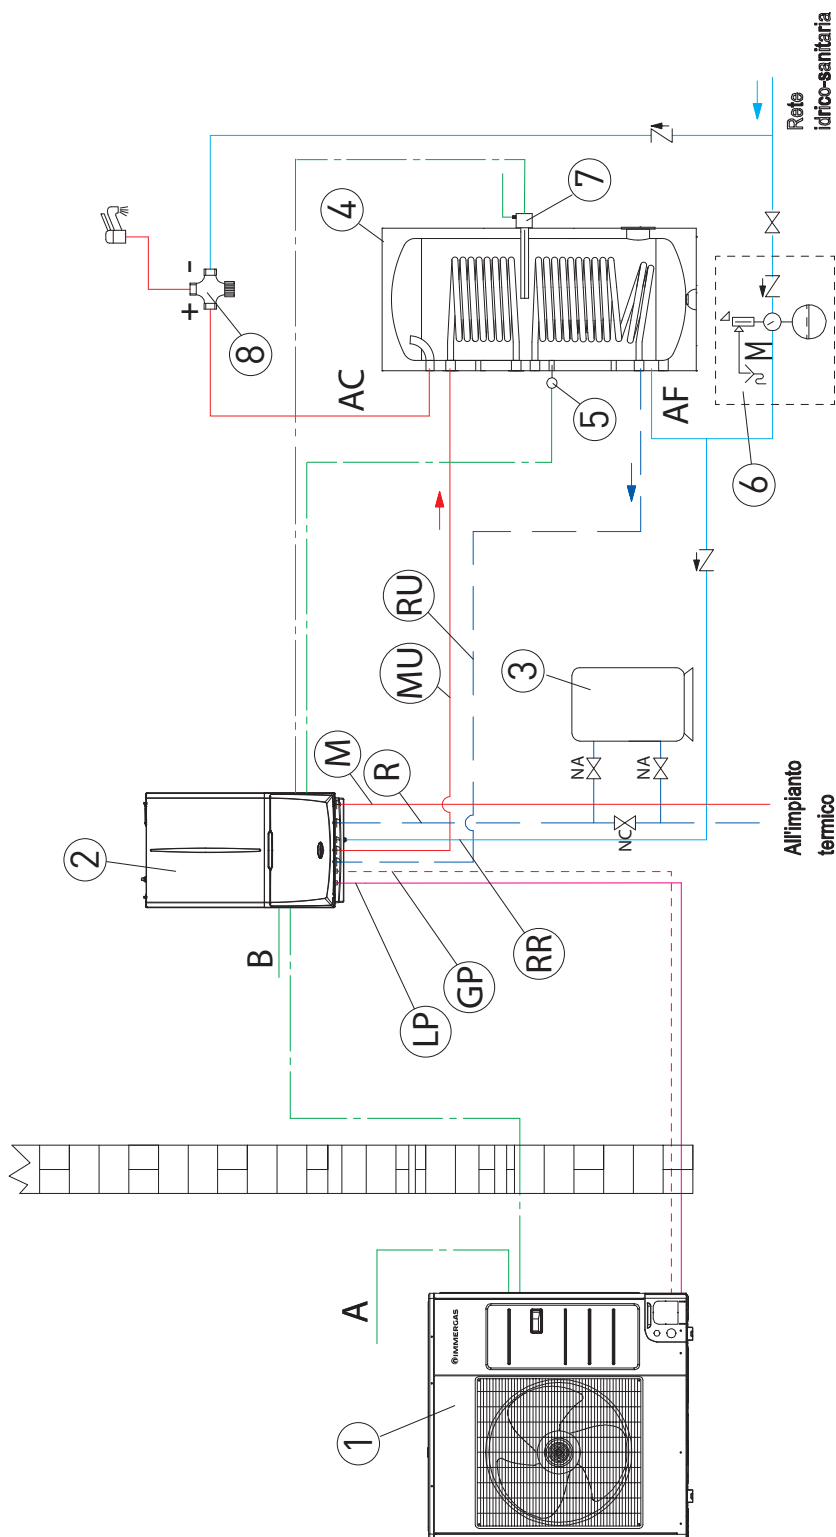 1
IMMERGAS
A
B
2
LP
GP
RR
M
R
MU
RU
3
NA
NA
NC
All'impianto
termico
+
-
8
AC
4
7
5
AF
6
M
Rete
idrico-sanitaria